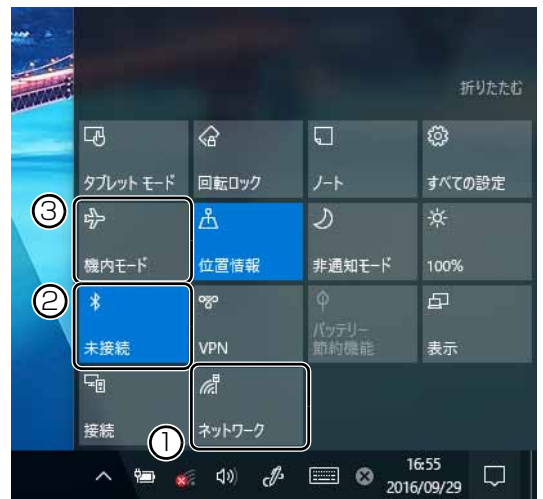 折りたたむ
タブレット モード 回転ロック ノート すべての設定
③
機内モード 位置情報 非通知モード 100%
②
未接続 VPN バッテリー
節約機能 表示
接続 ① ネットワーク
16:55
2016/09/29